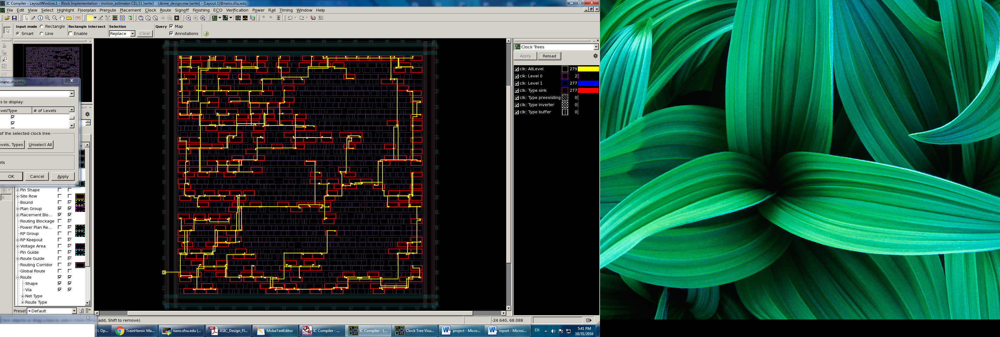 IC Compiler - LayoutWindow.1 - Block Implementation - motion_estimator.CEL;11 [write]    Lib:me_design.mw [write] - [Layout.1]@nano.sfsu.edu
File Edit View Select Highlight Floorplan Preroute Placement Clock Route Signoff Finishing ECO Verification Power Rail Timing Window Help
Input mode Rectangle Rectangle Intersect Selection Query Map
Smart Line Enable Replace Clear Annotations
Clock Trees
Apply Reload
clk: AllLevel 279
clk: Level 0 2
clk: Level 1 277
clk: Type sink 277
clk: Type preexisting 0
clk: Type inverter 0
clk: Type buffer 0
@nano.sfsu.edu
s to display:
evel/Type # of Levels
of the selected clock tree:
evels, Types Unselect All
ets
OK Cancel Apply
0
Pin Shape
Site Row
Bound
Plan Group
Placement Blo...
Routing Blockage
Power Plan Re...
RP Group
RP Keepout
Voltage Area
Pin Guide
Route Guide
Routing Corridor
Global Route
Route
Shape
Via
Net Type
Route Type
Preset * Default
add, Shift to remove)
-24.640, 68.088
L Op... TrainHeroic Ma... nano.sfsu.edu (... ASIC_Design_Fl... MobaTextEditor IC Compiler - ... IC Compiler - L... Clock Tree Visu... project - Micro... report - Micros... EN 5:41 PM
10/31/2016